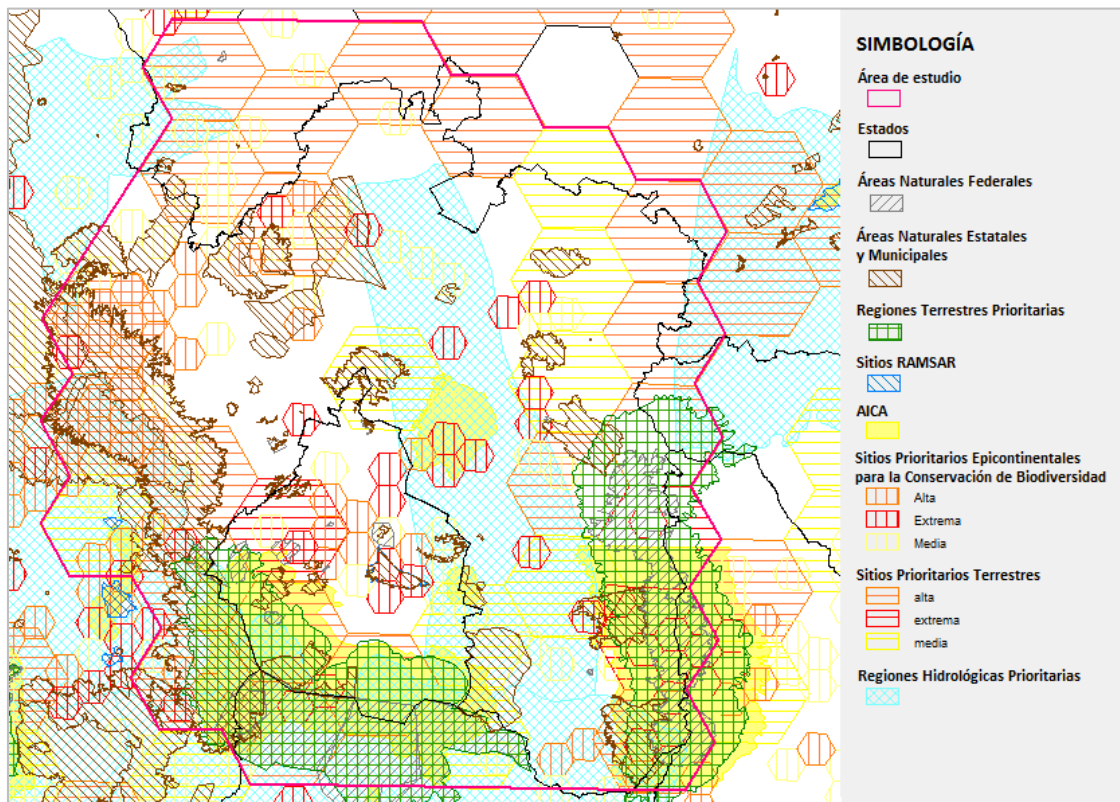 SIMBOLOGÍA
Área de estudio
Estados
Áreas Naturales Federales
Áreas Naturales Estatales
y Municipales
Regiones Terrestres Prioritarias
Sitios RAMSAR
AICA
Sitios Prioritarios Epicontinentales
para la Conservación de Biodiversidad
Alta
Extrema
Media
Sitios Prioritarios Terrestres
alta
extrema
media
Regiones Hidrológicas Prioritarias